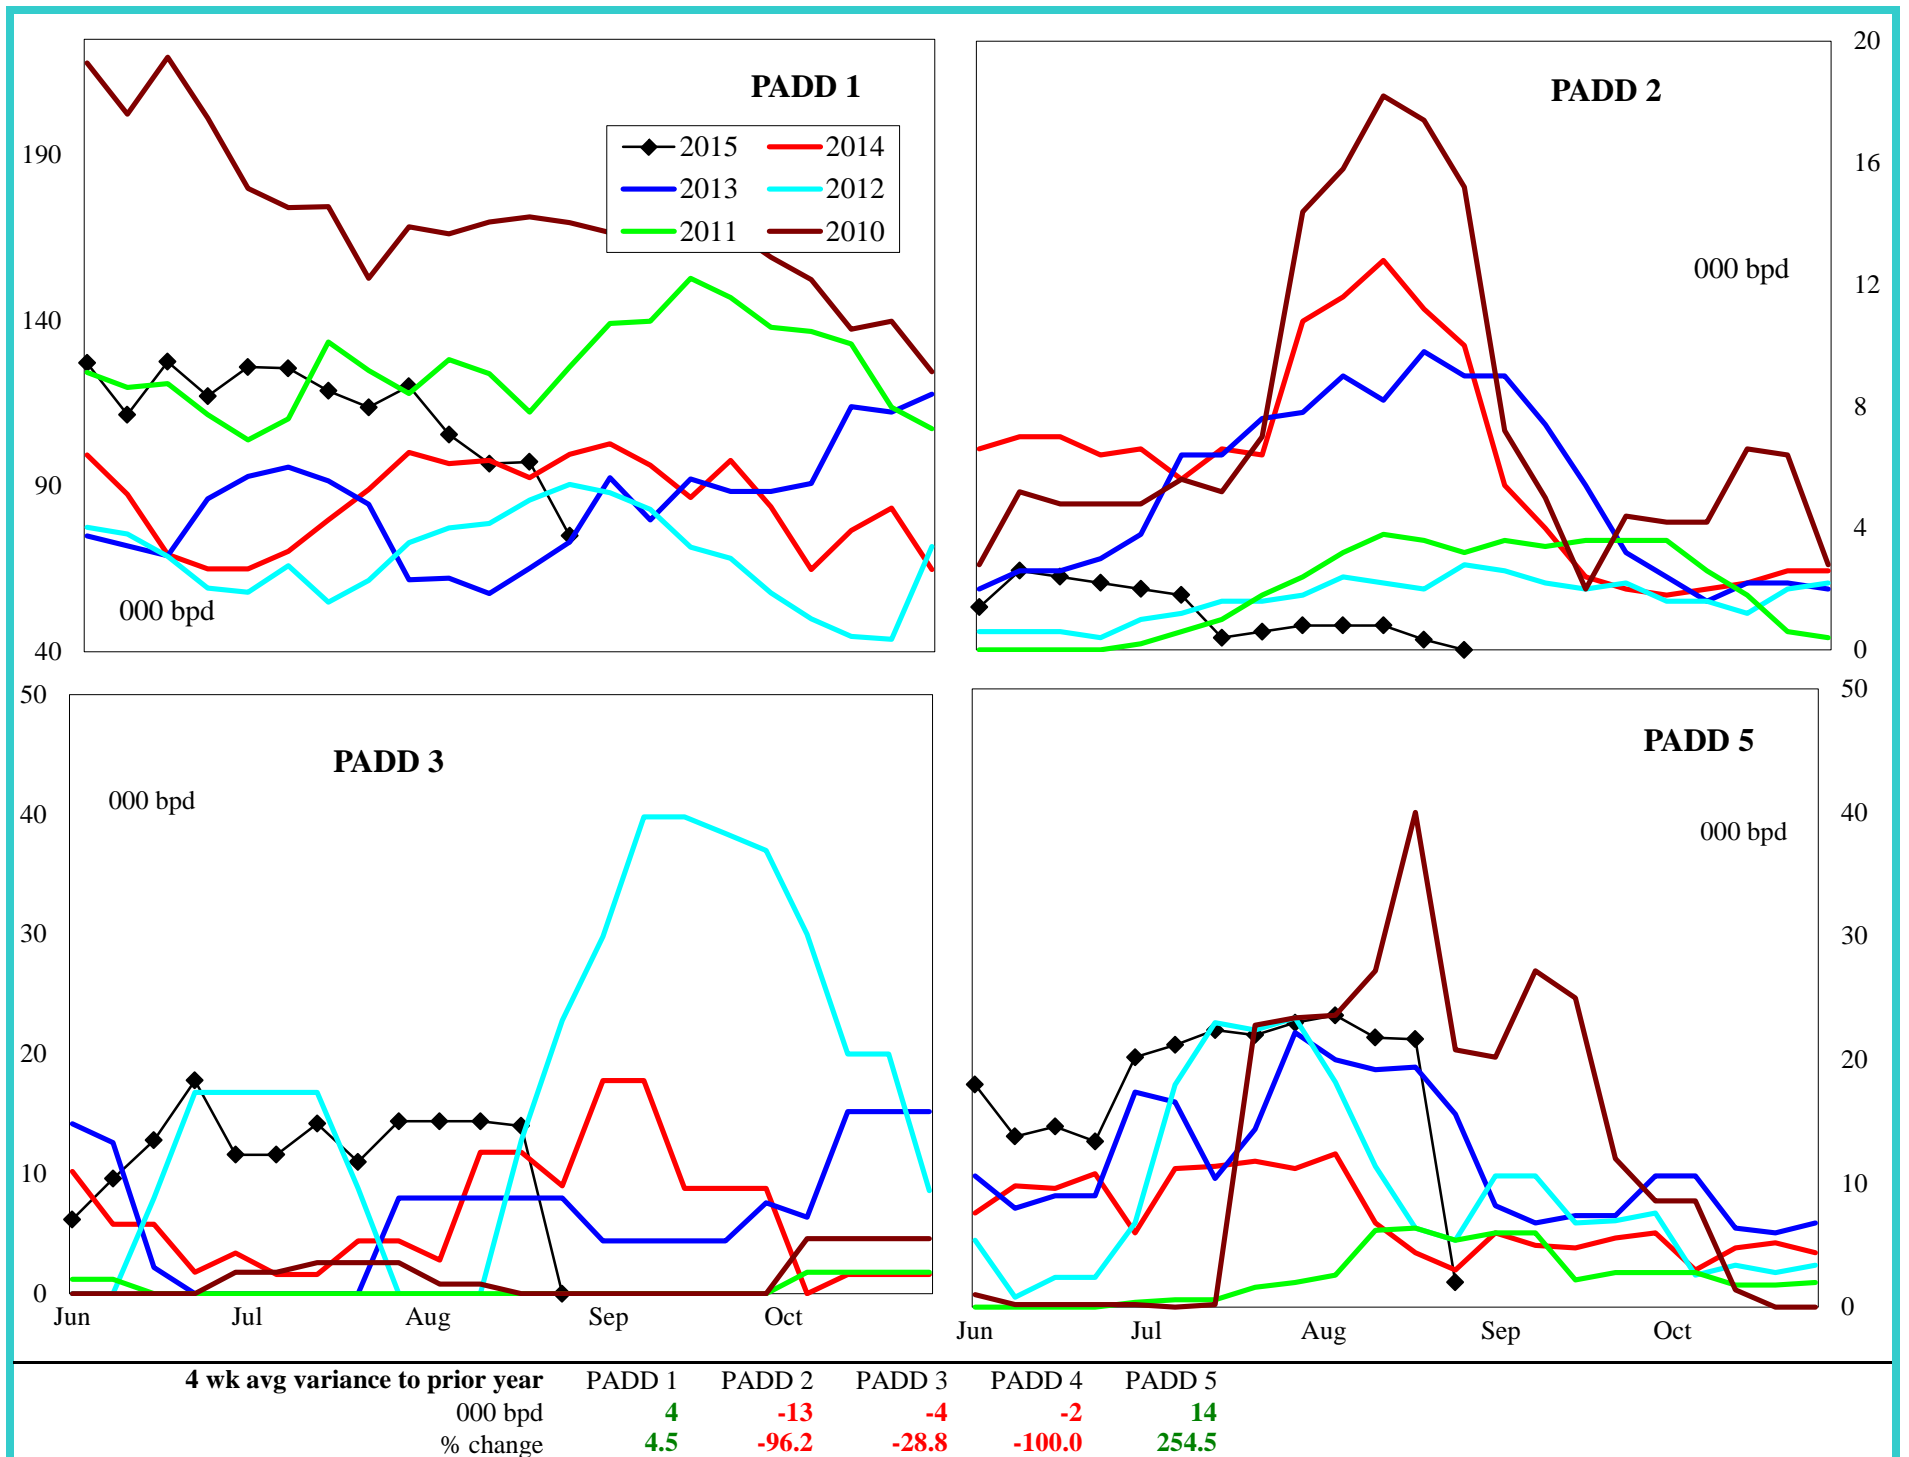 PADD 1
190
140
90
40
2015 2014
2013 2012
2011 2010
000 bpd
PADD 2
20
16
12
8
4
0
000 bpd
PADD 3
000 bpd
50
40
30
20
10
0
Jun Jul Aug Sep Oct
PADD 5
000 bpd
50
40
30
20
10
0
Jun Jul Aug Sep Oct
4 wk avg variance to prior year PADD 1 PADD 2 PADD 3 PADD 4 PADD 5
000 bpd 4 -13 -4 -2 14
% change 4.5 -96.2 -28.8 -100.0 254.5